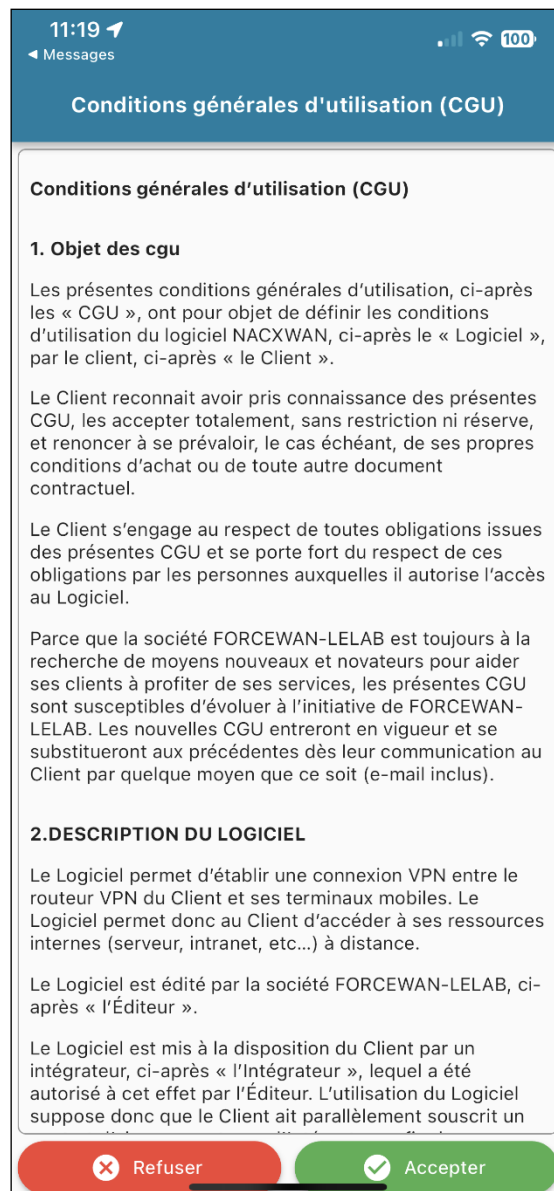 11:19
100
Messages
Conditions générales d'utilisation (CGU)
Conditions générales d’utilisation (CGU)
1. Objet des cgu
Les présentes conditions générales d’utilisation, ci-après
les « CGU », ont pour objet de définir les conditions
d’utilisation du logiciel NACXWAN, ci-après le « Logiciel »,
par le client, ci-après « le Client ».
Le Client reconnait avoir pris connaissance des présentes
CGU, les accepter totalement, sans restriction ni réserve,
et renoncer à se prévaloir, le cas échéant, de ses propres
conditions d’achat ou de toute autre document
contractuel.
Le Client s’engage au respect de toutes obligations issues
des présentes CGU et se porte fort du respect de ces
obligations par les personnes auxquelles il autorise l’accès
au Logiciel.
Parce que la société FORCEWAN-LELAB est toujours à la
recherche de moyens nouveaux et novateurs pour aider
ses clients à profiter de ses services, les présentes CGU
sont susceptibles d’évoluer à l’initiative de FORCEWAN-
LELAB. Les nouvelles CGU entreront en vigueur et se
substitueront aux précédentes dès leur communication au
Client par quelque moyen que ce soit (e-mail inclus).
2.DESCRIPTION DU LOGICIEL
Le Logiciel permet d’établir une connexion VPN entre le
routeur VPN du Client et ses terminaux mobiles. Le
Logiciel permet donc au Client d’accéder à ses ressources
internes (serveur, intranet, etc...) à distance.
Le Logiciel est édité par la société FORCEWAN-LELAB, ci-
après « l’Éditeur ».
Le Logiciel est mis à la disposition du Client par un
intégrateur, ci-après « l’Intégrateur », lequel a été
autorisé à cet effet par l’Éditeur. L’utilisation du Logiciel
suppose donc que le Client ait parallèlement souscrit un
Refuser
Accepter